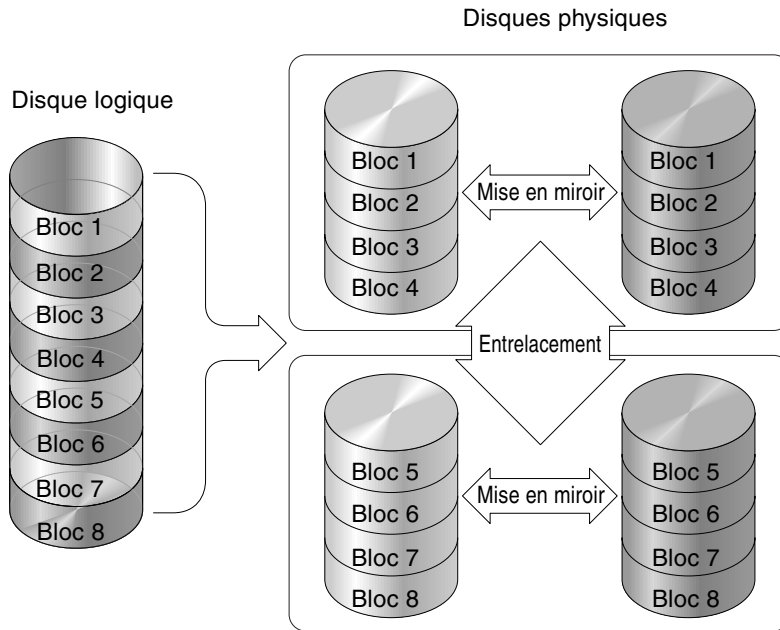 Disques physiques
Disque logique
Bloc 1
Bloc 2
Bloc 3
Bloc 4
Bloc 5
Bloc 6
Bloc 7
Bloc 8
Bloc 1
Bloc 2
Bloc 3
Bloc 4
Mise en miroir
Bloc 1
Bloc 2
Bloc 3
Bloc 4
Entrelacement
Bloc 5
Bloc 6
Bloc 7
Bloc 8
Mise en miroir
Bloc 5
Bloc 6
Bloc 7
Bloc 8